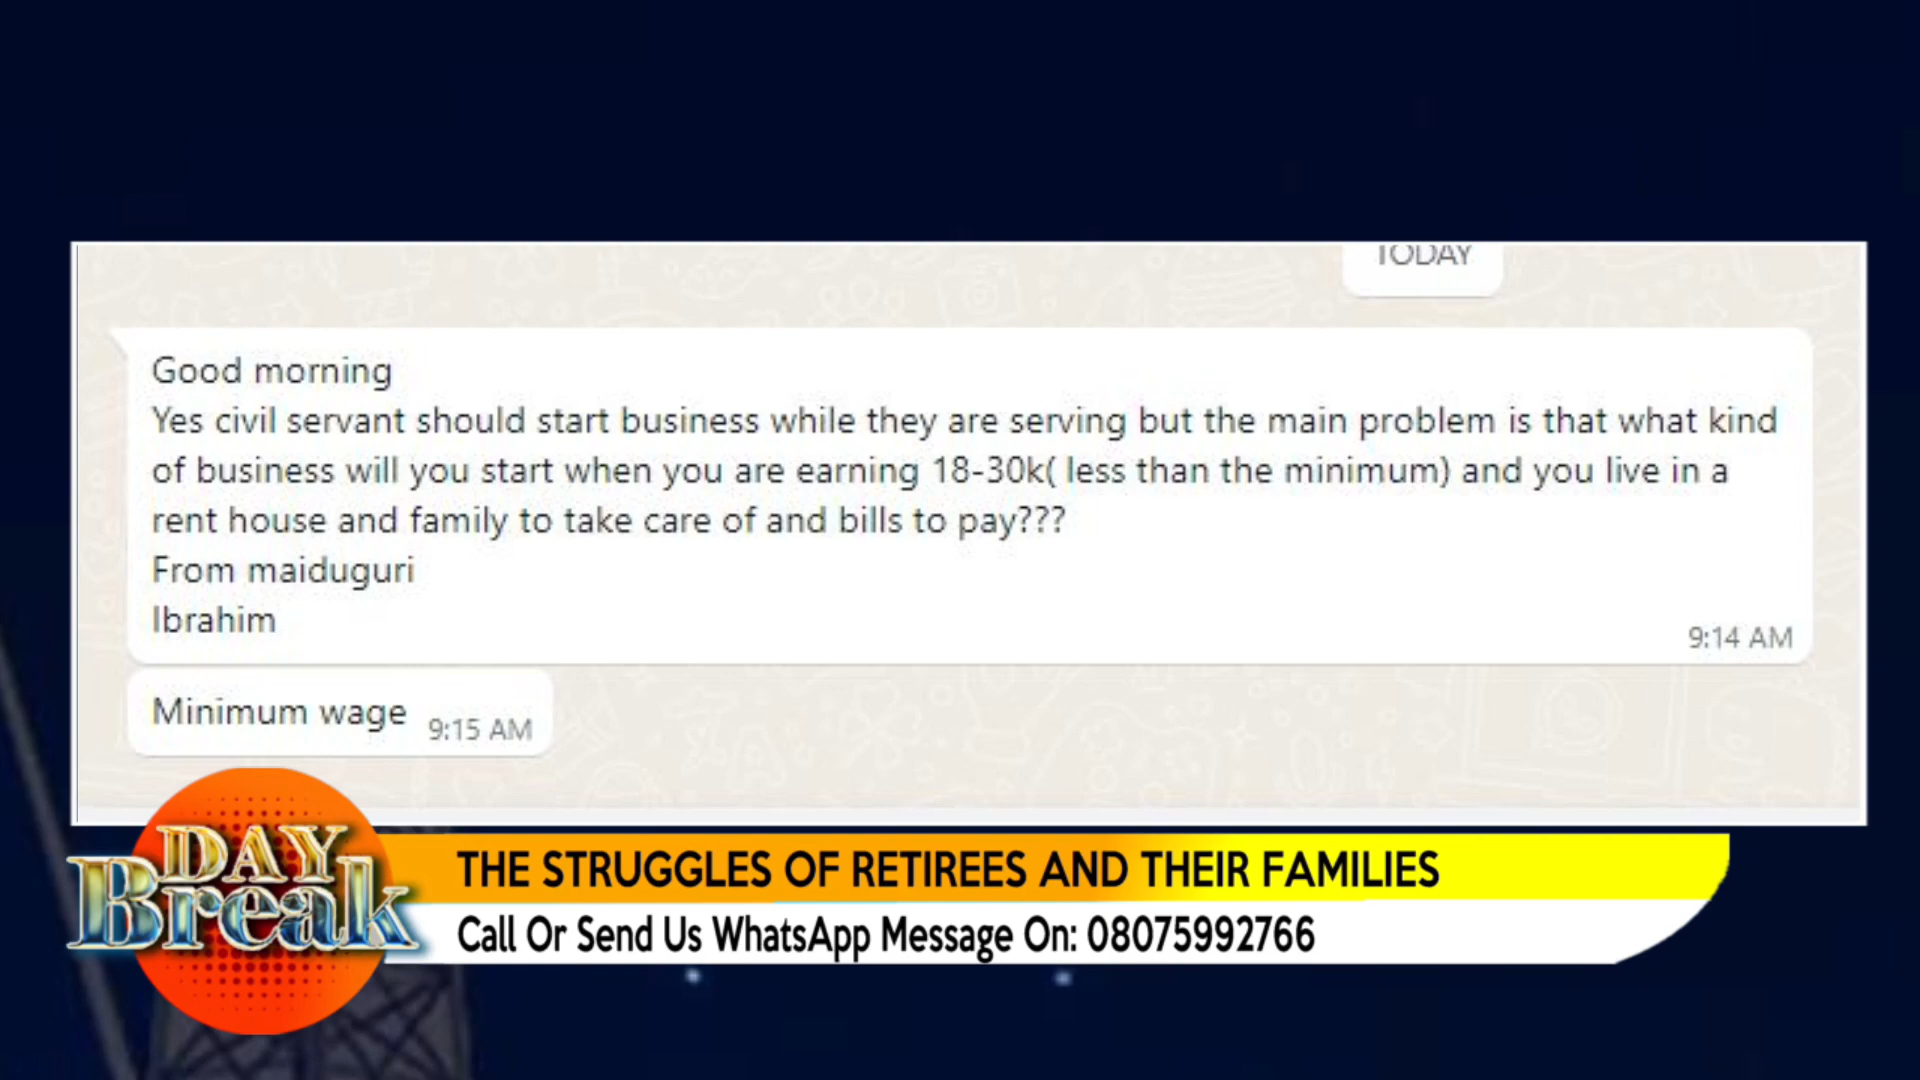 TODAY
Good morning
Yes civil servant should start business while they are serving but the main problem is that what kind
of business will you start when you are earning 18-30k( less than the minimum) and you live in a
rent house and family to take care of and bills to pay???
From maiduguri
Ibrahim
9:14 AM
Minimum wage 9:15 AM
DAY
Break
THE STRUGGLES OF RETIREES AND THEIR FAMILIES
Call Or Send Us WhatsApp Message On: 08075992766